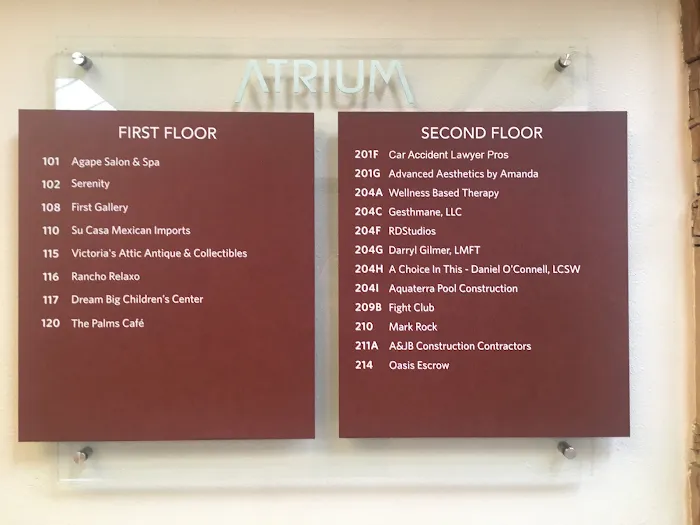 ATRIUM
FIRST FLOOR
101 Agape Salon & Spa
102 Serenity
108 First Gallery
110 Su Casa Mexican Imports
115 Victoria's Attic Antique & Collectibles
116 Rancho Relaxo
117 Dream Big Children's Center
120 The Palms Café
SECOND FLOOR
201F Car Accident Lawyer Pros
201G Advanced Aesthetics by Amanda
204A Wellness Based Therapy
204C Gesthmane, LLC
204F RDStudios
204G Darryl Gilmer, LMFT
204H A Choice In This - Daniel O'Connell, LCSW
204I Aquaterra Pool Construction
209B Fight Club
210 Mark Rock
211A A&JB Construction Contractors
214 Oasis Escrow